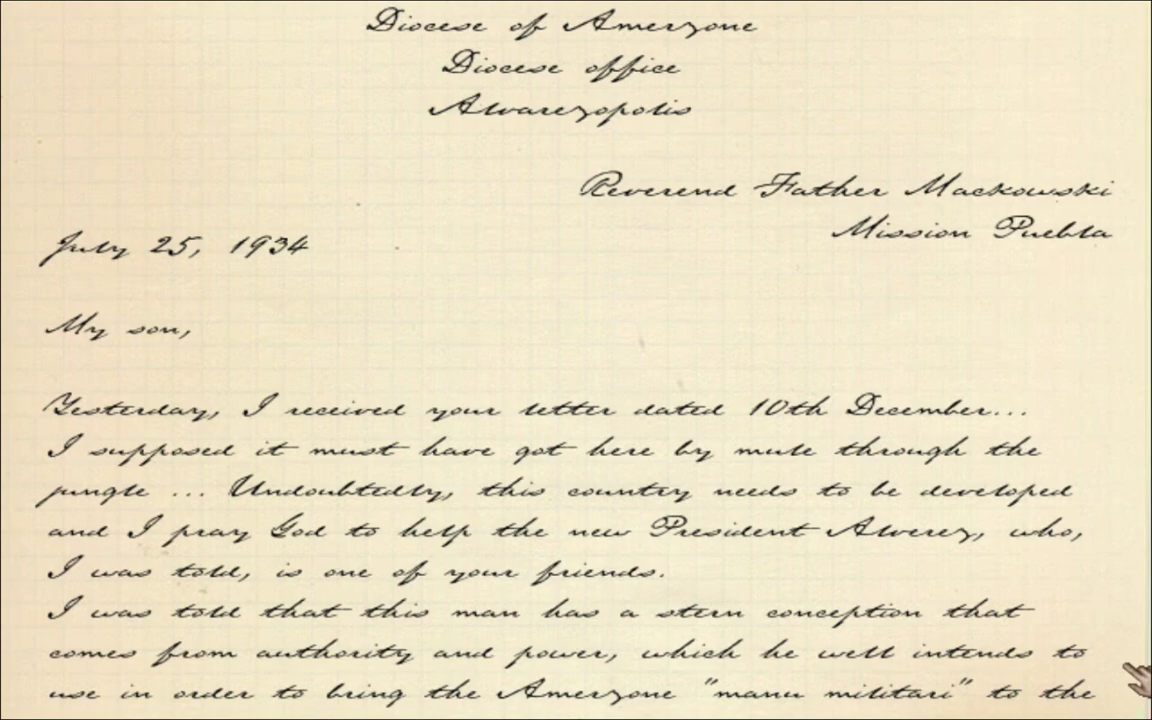 Diocese of Amerzone
Diocese office
Alvarezopolis
Reverend Father Mackowski
Mission Puebla
July 25, 1934
My son,
Yesterday, I received your letter dated 10th December...
I supposed it must have got here by mule through the
jungle ... Undoubtedly, this country needs to be developed
and I pray God to help the new President Alverez, who,
I was told, is one of your friends.
I was told that this man has a stern conception that
comes from authority and power, which he well intends to
use in order to bring the Amerzone "manu militari" to the